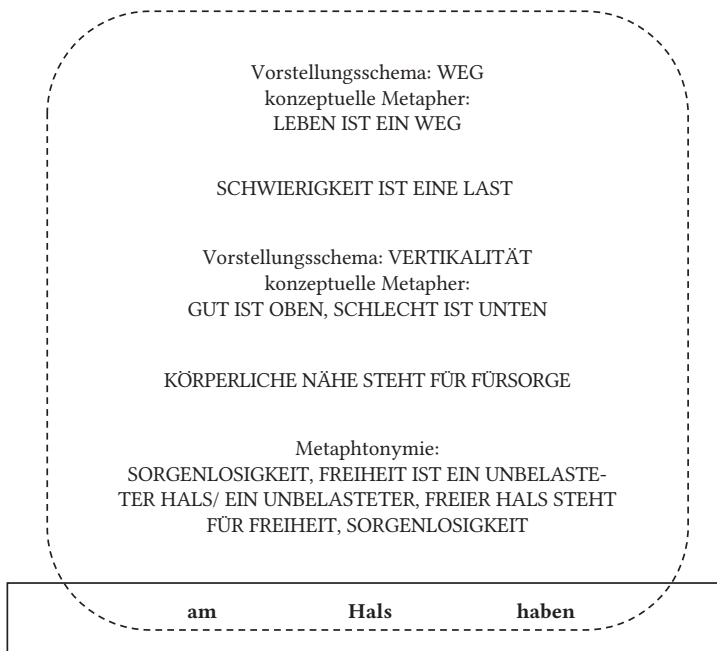 Vorstellungsschema: WEG
konzeptuelle Metapher:
LEBEN IST EIN WEG
SCHWIERIGKEIT IST EINE LAST
Vorstellungsschema: VERTIKALITÄT
konzeptuelle Metapher:
GUT IST OBEN, SCHLECHT IST UNTEN
KÖRPERLICHE NÄHE STEHT FÜR FÜRSORGE
Metaphtonymie:
SORGENLOSIGKEIT, FREIHEIT IST EIN UNBELASTE-
TER HALS/ EIN UNBELASTETER, FREIER HALS STEHT
FÜR FREIHEIT, SORGENLOSIGKEIT
am Hals haben